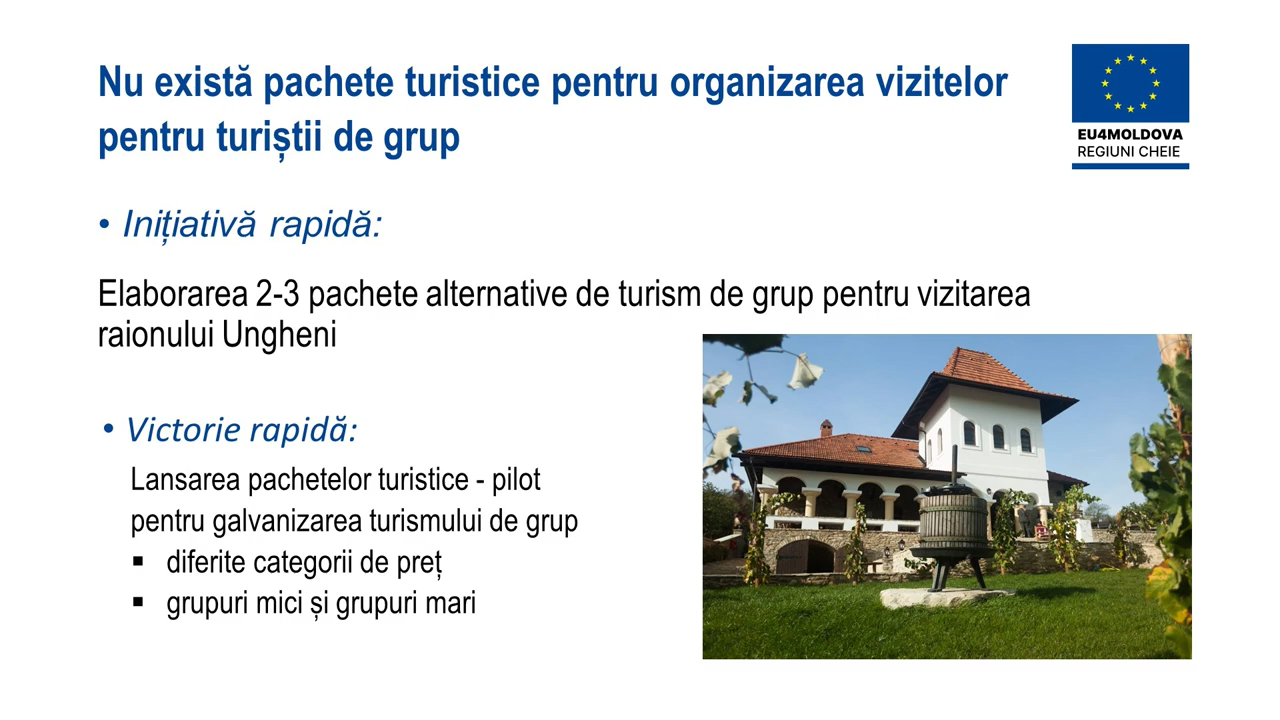 Nu există pachete turistice pentru organizarea vizitelor
pentru turiștii de grup
EU4MOLDOVA
REGIUNI CHEIE
• Inițiativă rapidă:
Elaborarea 2-3 pachete alternative de turism de grup pentru vizitarea
raionului Ungheni
• Victorie rapidă:
Lansarea pachetelor turistice - pilot
pentru galvanizarea turismului de grup
▪ diferite categorii de preț
▪ grupuri mici și grupuri mari